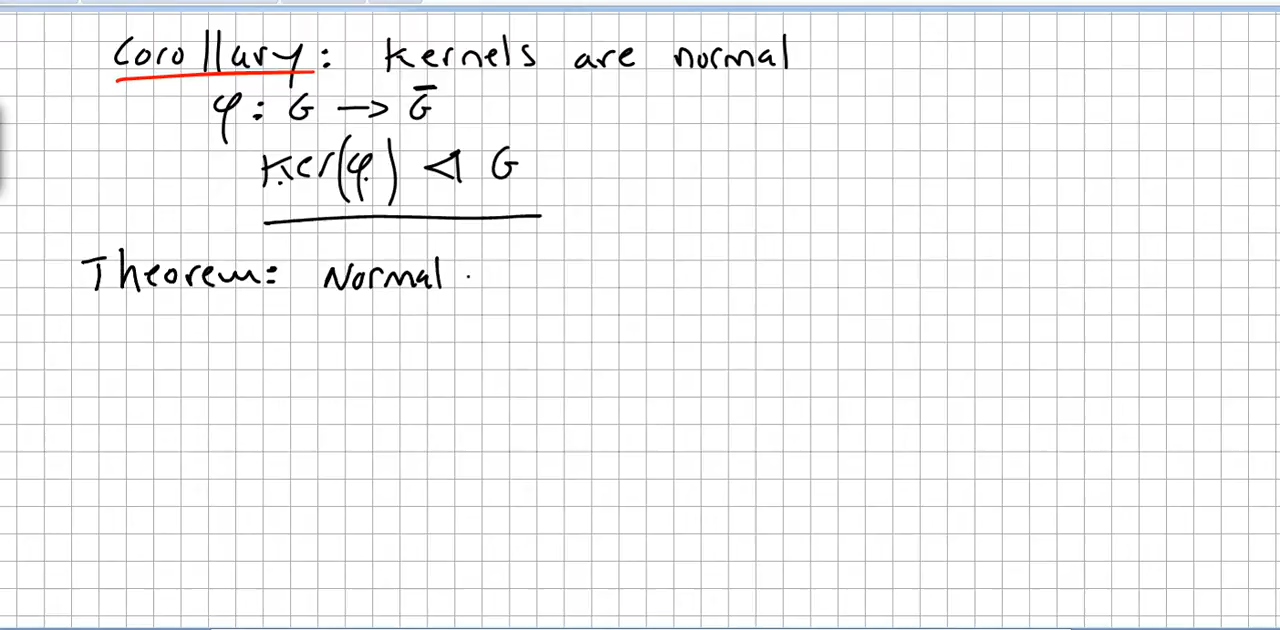 Corollary: Kernels are normal
φ: G → Ḡ
Ker(φ) ◁ G
Theorem: Normal